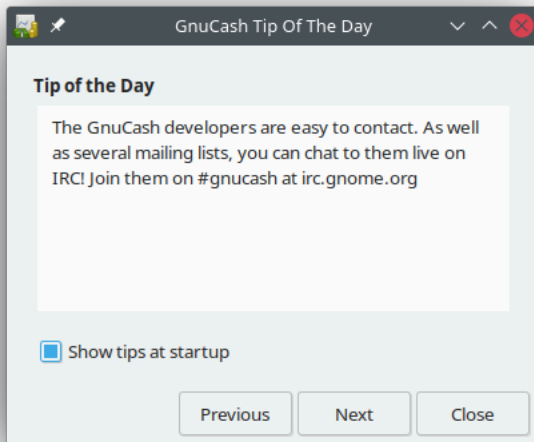 GnuCash Tip Of The Day
Tip of the Day
The GnuCash developers are easy to contact. As well
as several mailing lists, you can chat to them live on
IRC! Join them on #gnucash at irc.gnome.org
Show tips at startup
Previous
Next
Close